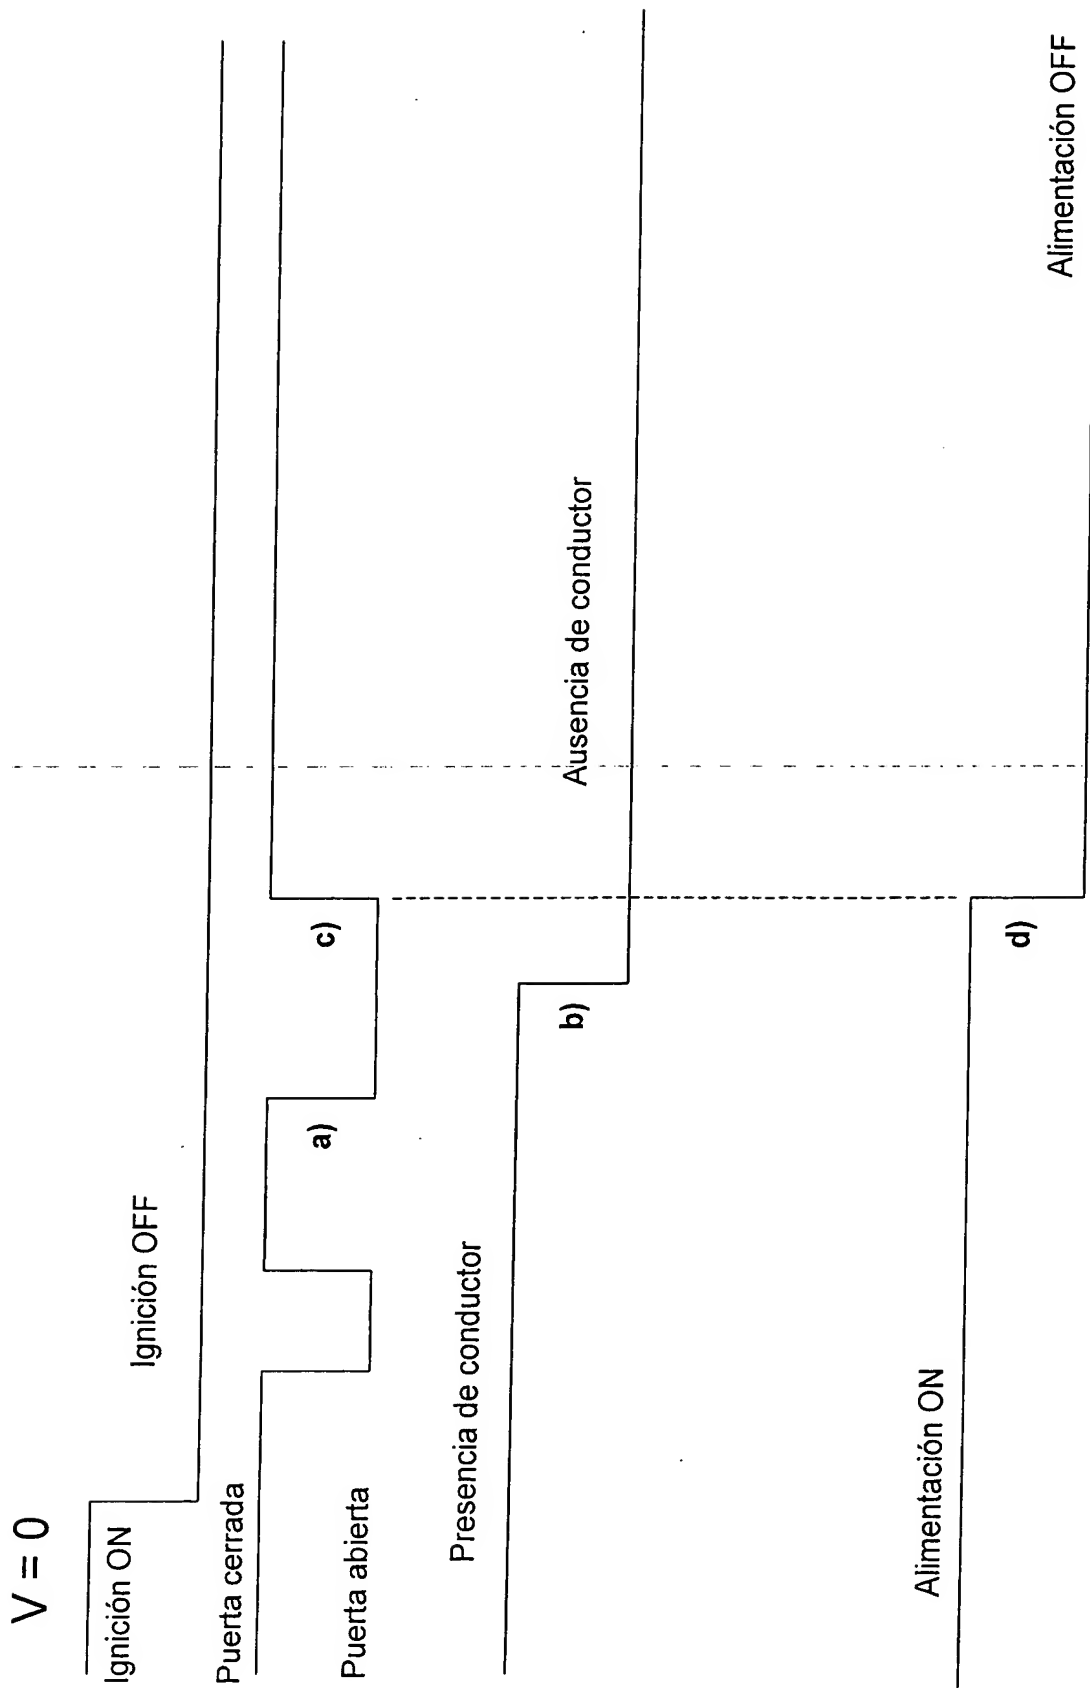 V = 0
Ignición ON
Ignición OFF
Puerta cerrada
Puerta abierta
a)
c)
Presencia de conductor
b)
Ausencia de conductor
Alimentación ON
d)
Alimentación OFF